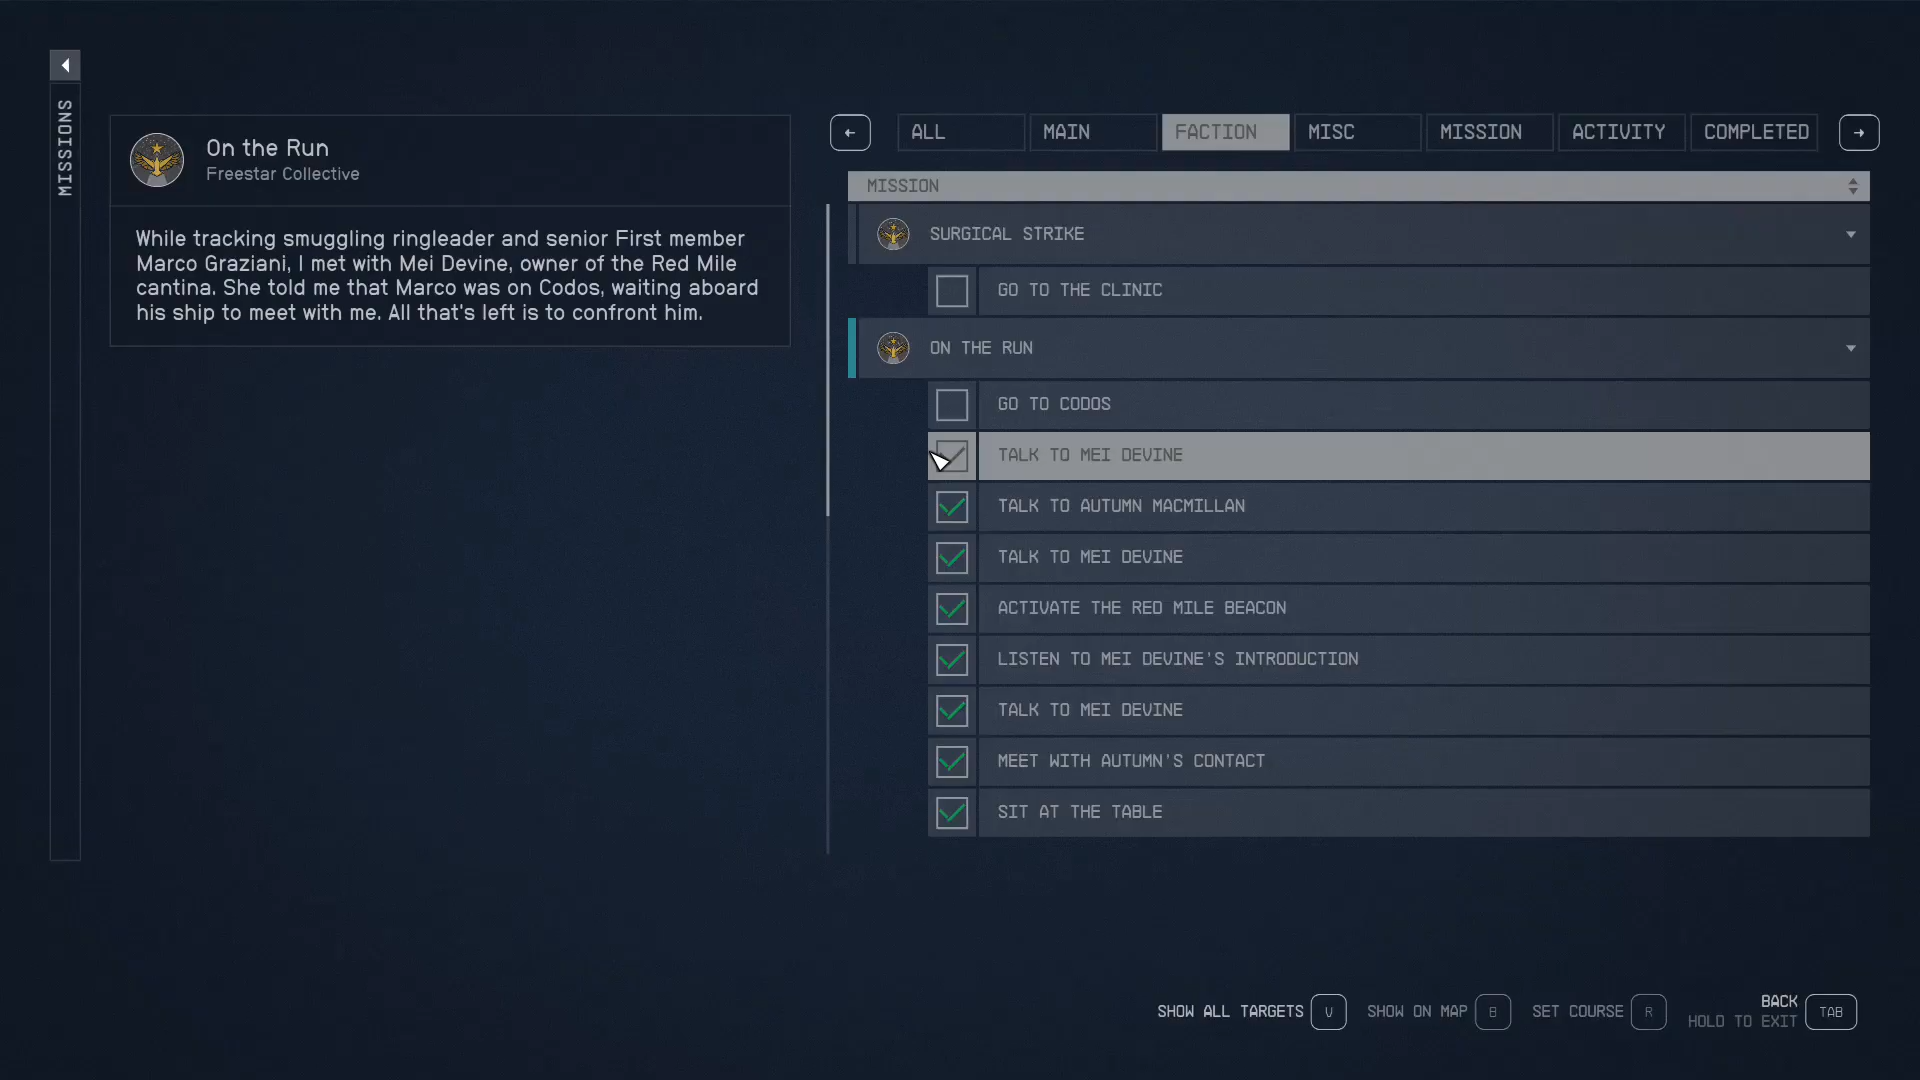 MISSIONS
On the Run
Freestar Collective
While tracking smuggling ringleader and senior First member
Marco Graziani, I met with Mei Devine, owner of the Red Mile
cantina. She told me that Marco was on Codos, waiting aboard
his ship to meet with me. All that's left is to confront him.
ALL
MAIN
FACTION
MISC
MISSION
ACTIVITY
COMPLETED
MISSION
SURGICAL STRIKE
GO TO THE CLINIC
ON THE RUN
GO TO CODOS
TALK TO MEI DEVINE
TALK TO AUTUMN MACMILLAN
TALK TO MEI DEVINE
ACTIVATE THE RED MILE BEACON
LISTEN TO MEI DEVINE'S INTRODUCTION
TALK TO MEI DEVINE
MEET WITH AUTUMN'S CONTACT
SIT AT THE TABLE
SHOW ALL TARGETS V
SHOW ON MAP B
SET COURSE R
BACK
HOLD TO EXIT
TAB